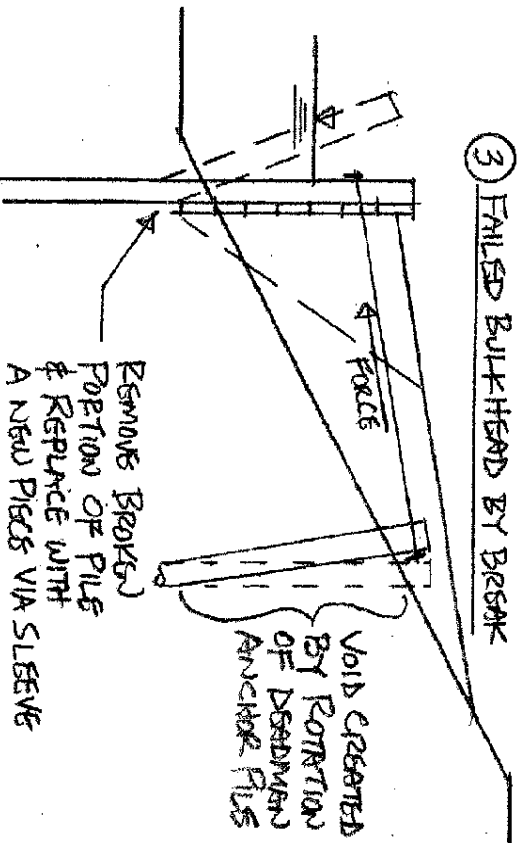 ③ FAILED BULKHEAD BY BREAK
FORCE
VOID CREATED
BY ROTATION
OF DEADMAN
ANCHOR PILE
REMOVE BROKEN
PORTION OF PILE
& REPLACE WITH
A NEW PIECE VIA SLEEVE